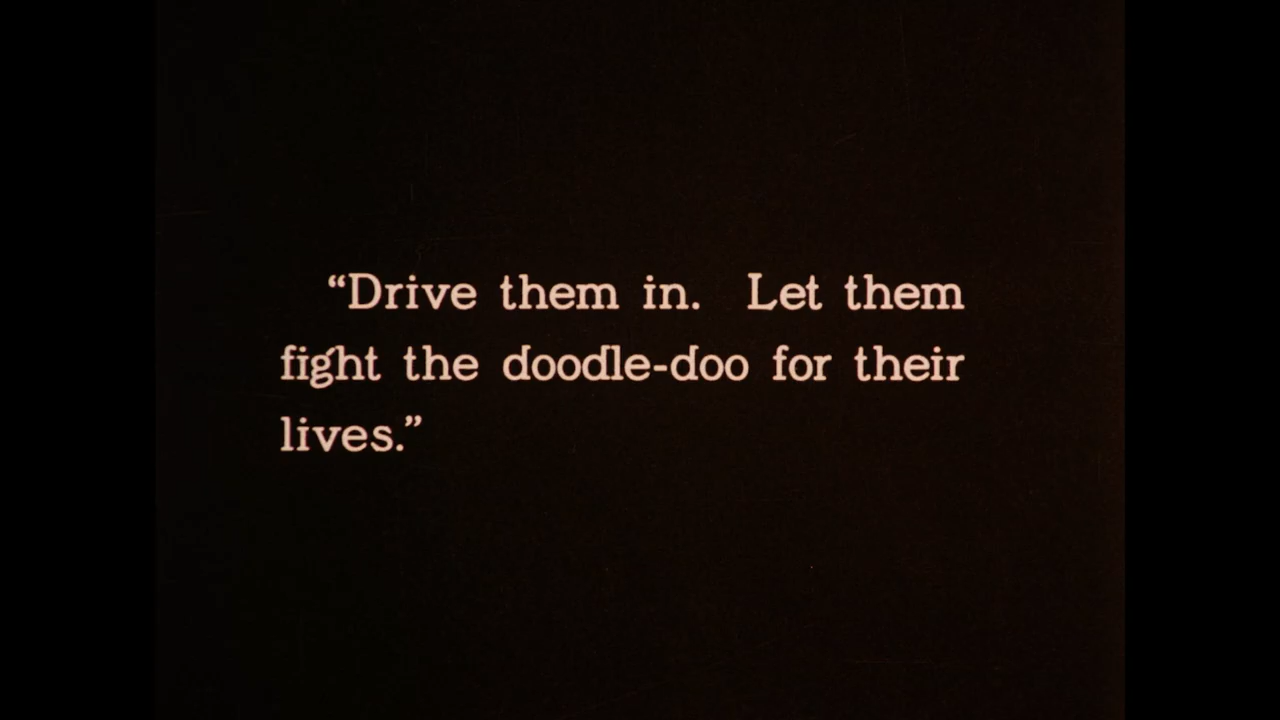 “Drive them in. Let them
fight the doodle-doo for their
lives.”